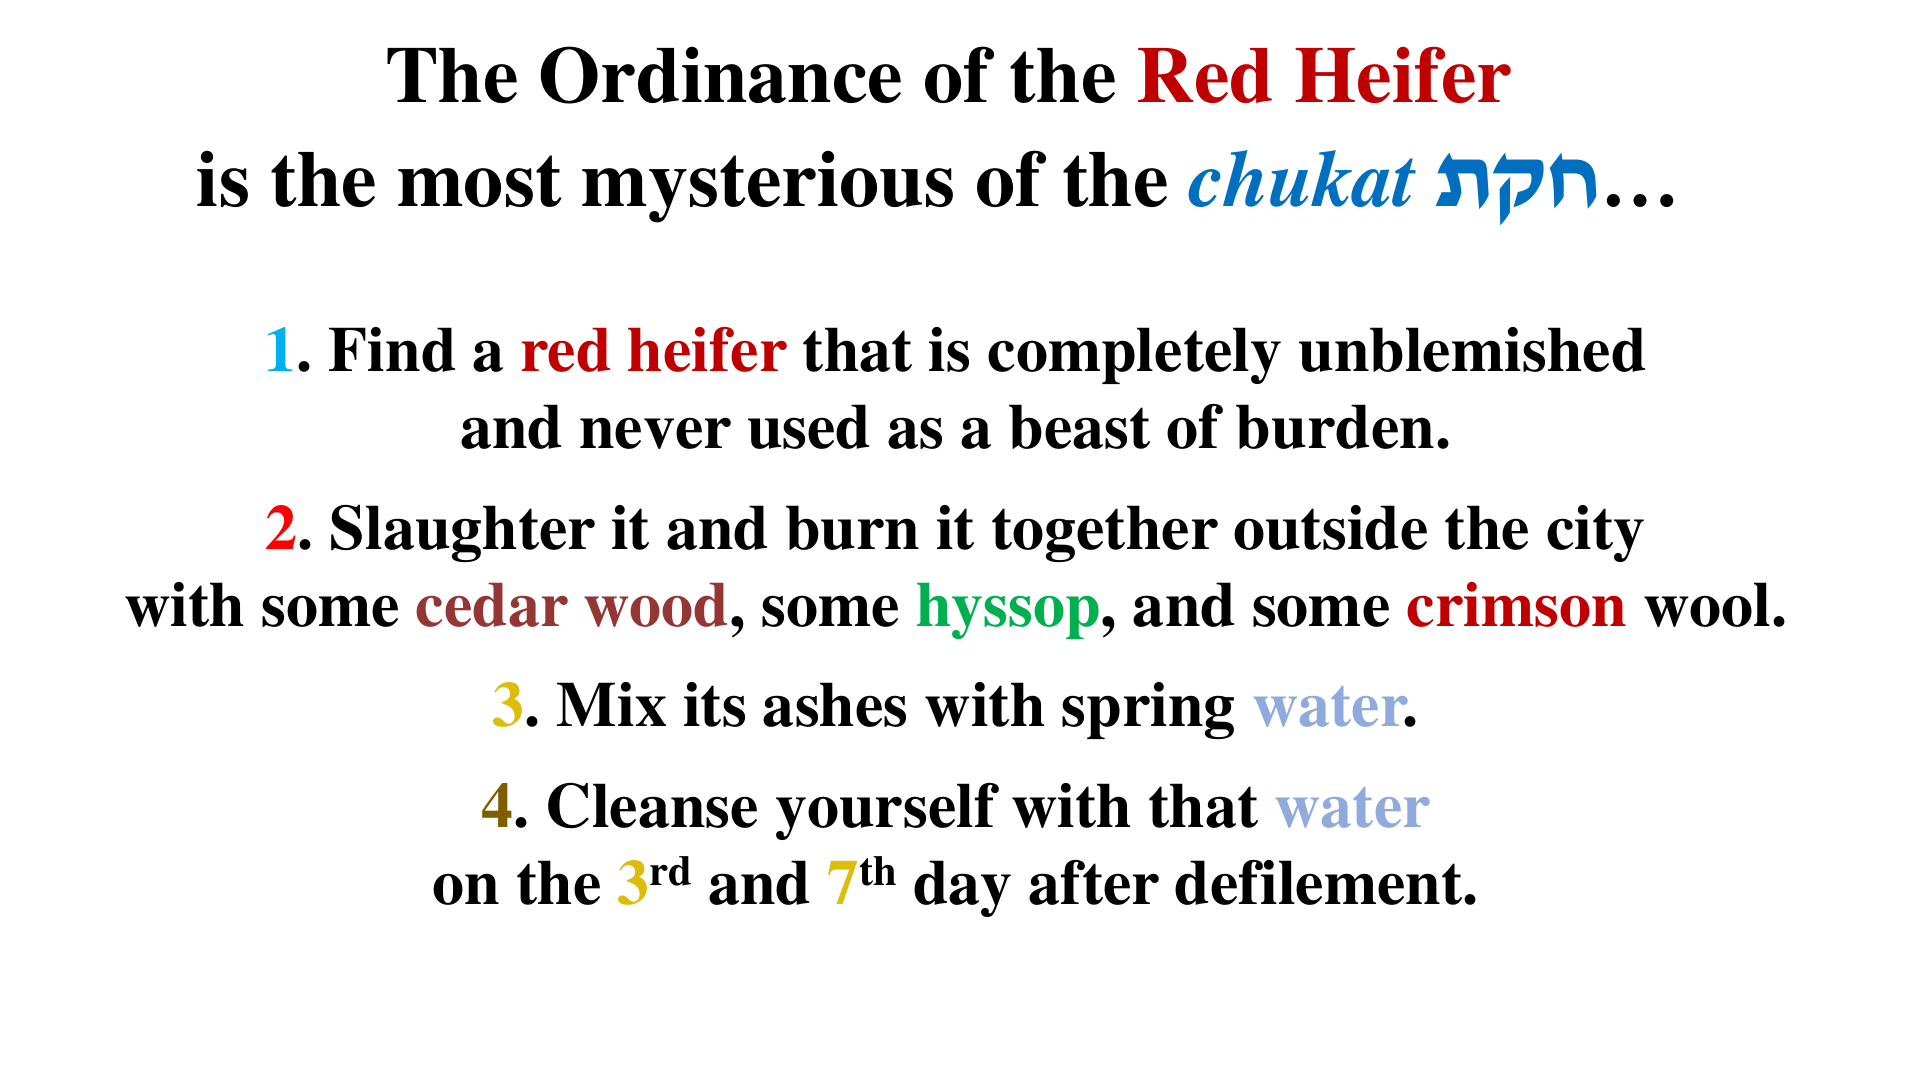 The Ordinance of the Red Heifer
is the most mysterious of the chukat חקת...
1. Find a red heifer that is completely unblemished
and never used as a beast of burden.
2. Slaughter it and burn it together outside the city
with some cedar wood, some hyssop, and some crimson wool.
3. Mix its ashes with spring water.
4. Cleanse yourself with that water
on the 3rd and 7th day after defilement.